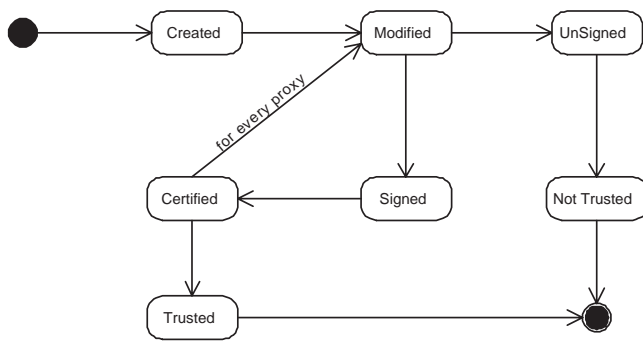 Created
Modified
UnSigned
for every proxy
Certified
Signed
Not Trusted
Trusted